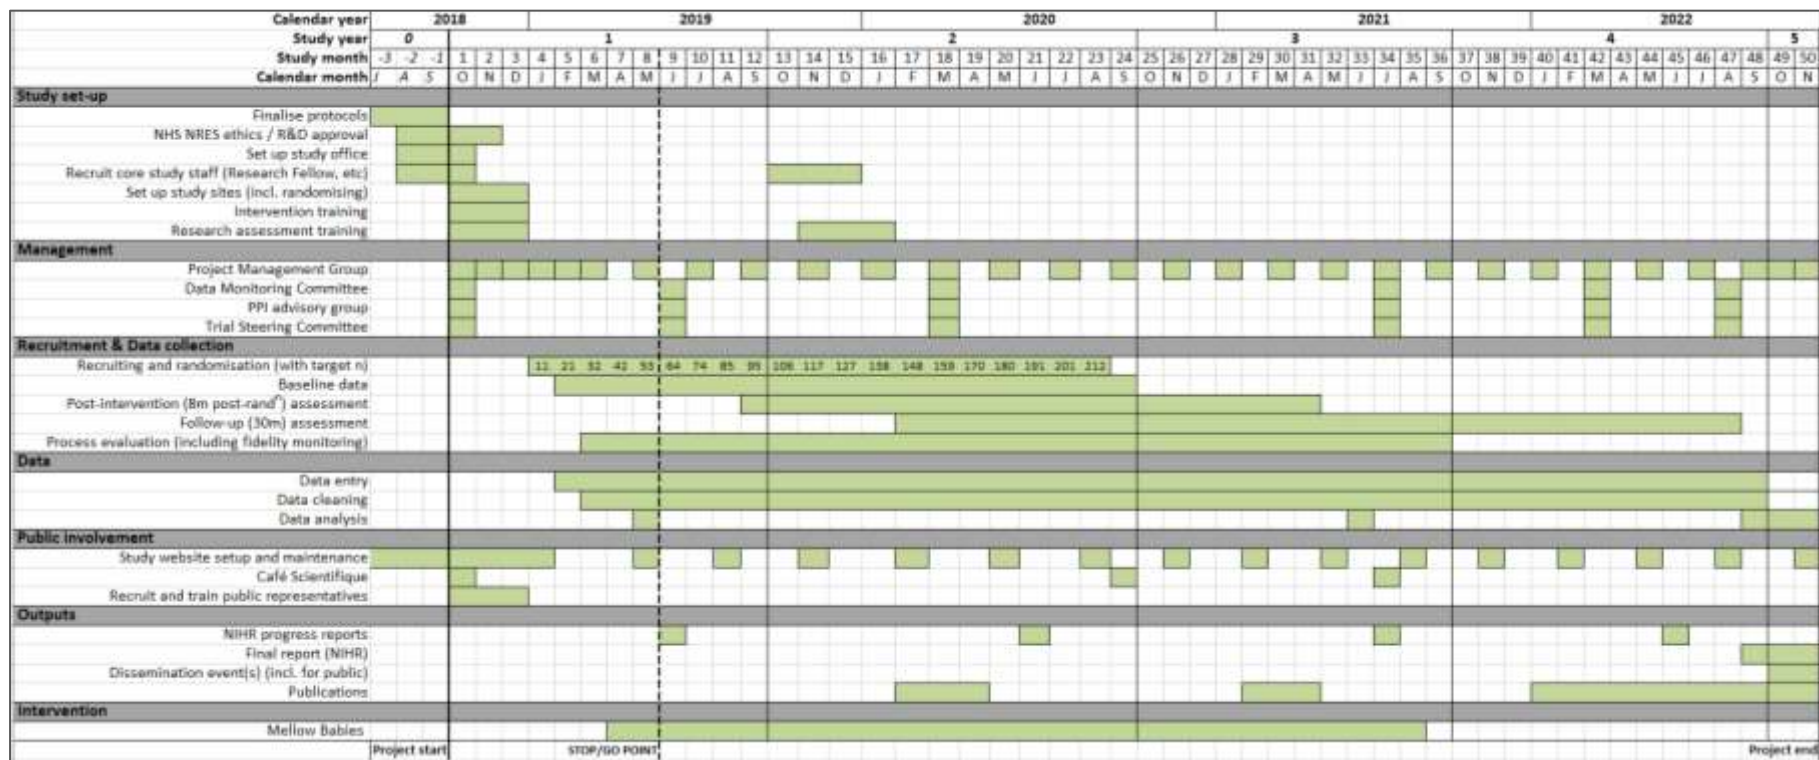 Calendar year 2018 2019 2020 2021 2022
Study year 0 1 2 3 4 5
Study month -3 -2 -1 1 2 3 4 5 6 7 8 9 10 11 12 13 14 15 16 17 18 19 20 21 22 23 24 25 26 27 28 29 30 31 32 33 34 35 36 37 38 39 40 41 42 43 44 45 46 47 48 49 50
Calendar month J A S O N D J F M A M J J A S O N D J F M A M J J A S O N D J F M A M J J A S O N D J F M A M J J A S O N
Study set-up
Finalise protocols
NHS NRES ethics / R&D approval
Set up study office
Recruit core study staff (Research Fellow, etc)
Set up study sites (incl. randomising)
Intervention training
Research assessment training
Management
Project Management Group
Data Monitoring Committee
PPI advisory group
Trial Steering Committee
Recruitment & Data collection
Recruiting and randomisation (with target n) 11 21 32 42 53 64 74 85 95 106 117 127 138 148 159 170 180 191 201 212
Baseline data
Post-intervention (8m post-rand") assessment
Follow-up (30m) assessment
Process evaluation (including fidelity monitoring)
Data
Data entry
Data cleaning
Data analysis
Public involvement
Study website setup and maintenance
Café Scientifique
Recruit and train public representatives
Outputs
NIHR progress reports
Final report (NIHR)
Dissemination event(s) (incl. for public)
Publications
Intervention
Mellow Babies
Project start STOP/GO POINT Project end